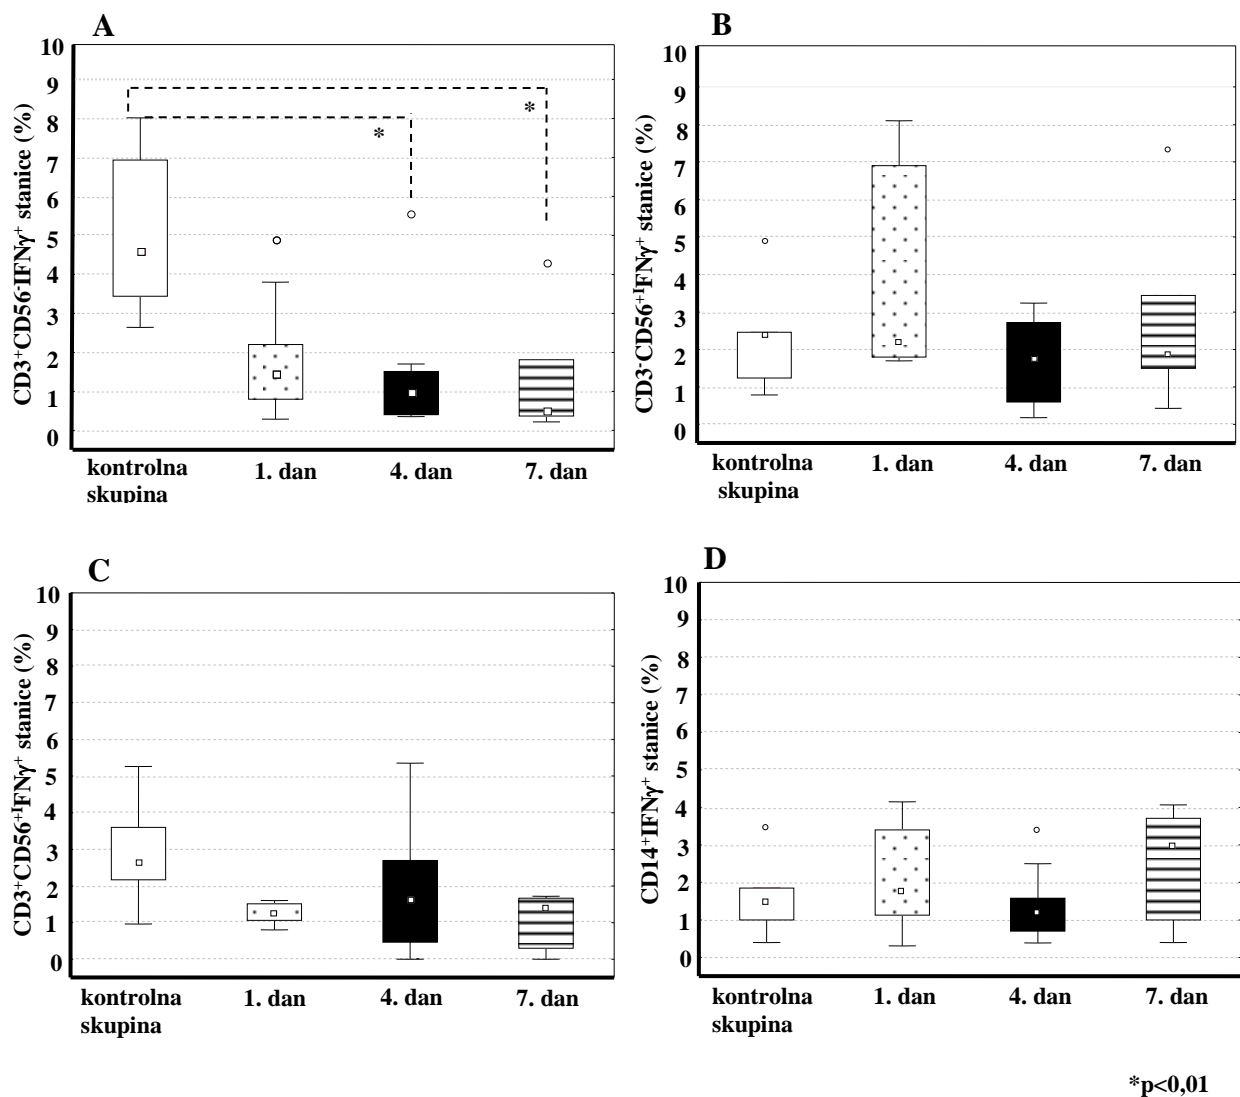 A
10
9
8
7
6
5
4
3
2
1
0
CD3⁺CD56⁻IFNγ⁺ stanice (%)
*
*
kontrolna
skupina
1. dan
4. dan
7. dan
B
10
9
8
7
6
5
4
3
2
1
0
CD3⁻CD56⁺ᴵFNγ⁺ stanice (%)
kontrolna
skupina
1. dan
4. dan
7. dan
C
10
9
8
7
6
5
4
3
2
1
0
CD3⁺CD56⁺ᴵFNγ⁺ stanice (%)
kontrolna
skupina
1. dan
4. dan
7. dan
D
10
9
8
7
6
5
4
3
2
1
0
CD14⁺IFNγ⁺ stanice (%)
kontrolna
skupina
1. dan
4. dan
7. dan
*p<0,01